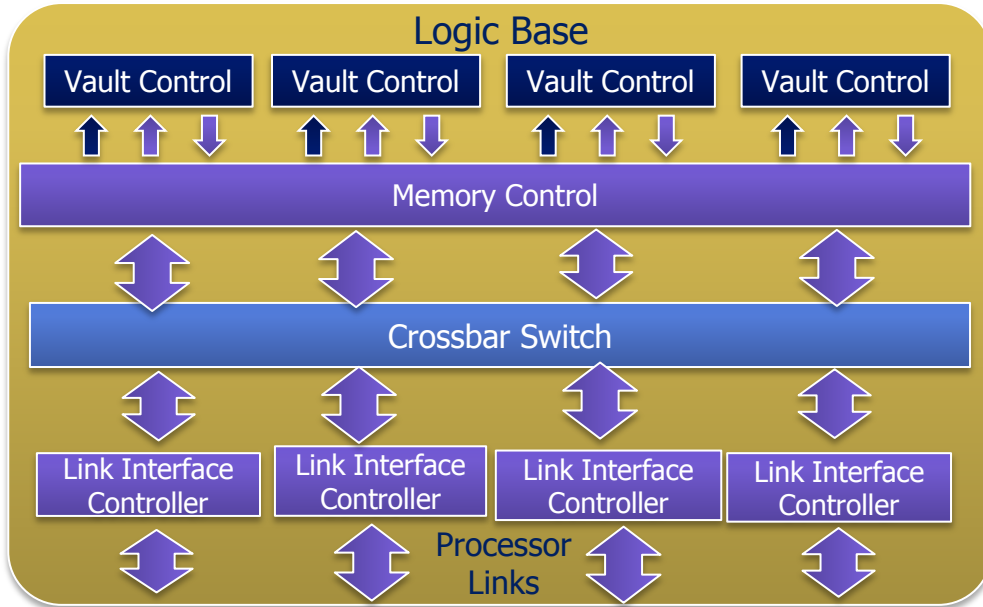 Logic Base
Vault Control
Vault Control
Vault Control
Vault Control
Memory Control
Crossbar Switch
Link Interface
Controller
Link Interface
Controller
Link Interface
Controller
Link Interface
Controller
Processor
Links